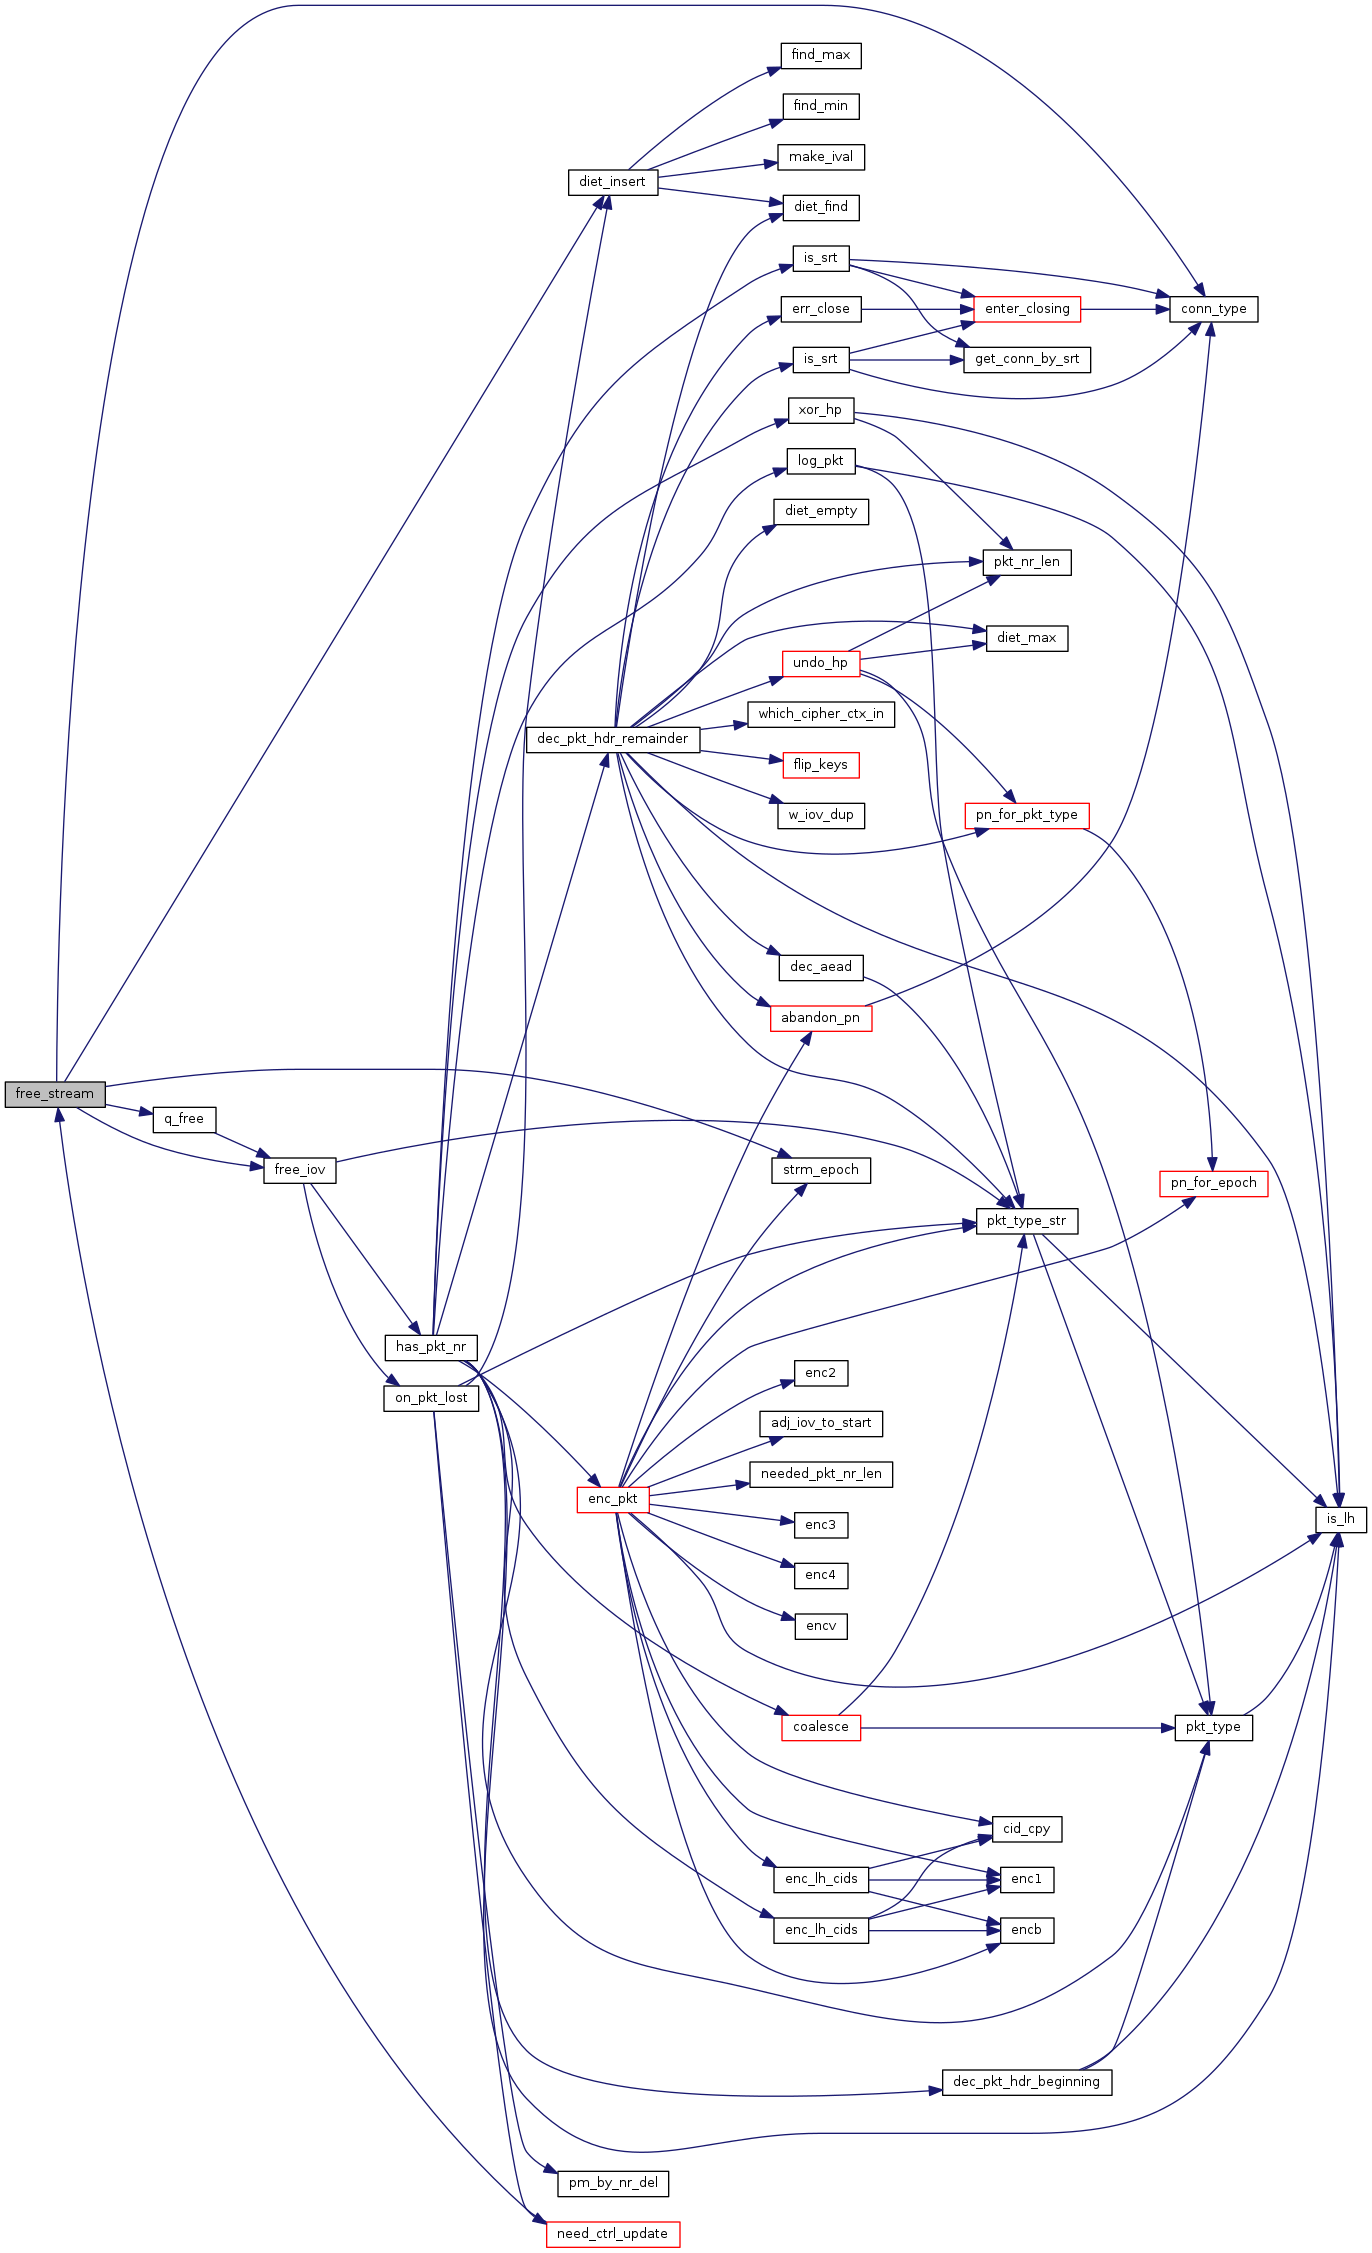 find_max
find_min
make_ival
diet_insert
diet_find
is_srt
err_close
enter_closing
conn_type
is_srt
get_conn_by_srt
xor_hp
log_pkt
diet_empty
pkt_nr_len
diet_max
undo_hp
which_cipher_ctx_in
dec_pkt_hdr_remainder
flip_keys
w_iov_dup
pn_for_pkt_type
dec_aead
abandon_pn
free_stream
q_free
free_iov
strm_epoch
pn_for_epoch
pkt_type_str
has_pkt_nr
enc2
on_pkt_lost
adj_iov_to_start
needed_pkt_nr_len
enc_pkt
enc3
is_lh
enc4
encv
coalesce
pkt_type
cid_cpy
enc_lh_cids
enc1
enc_lh_cids
encb
dec_pkt_hdr_beginning
pm_by_nr_del
need_ctrl_update